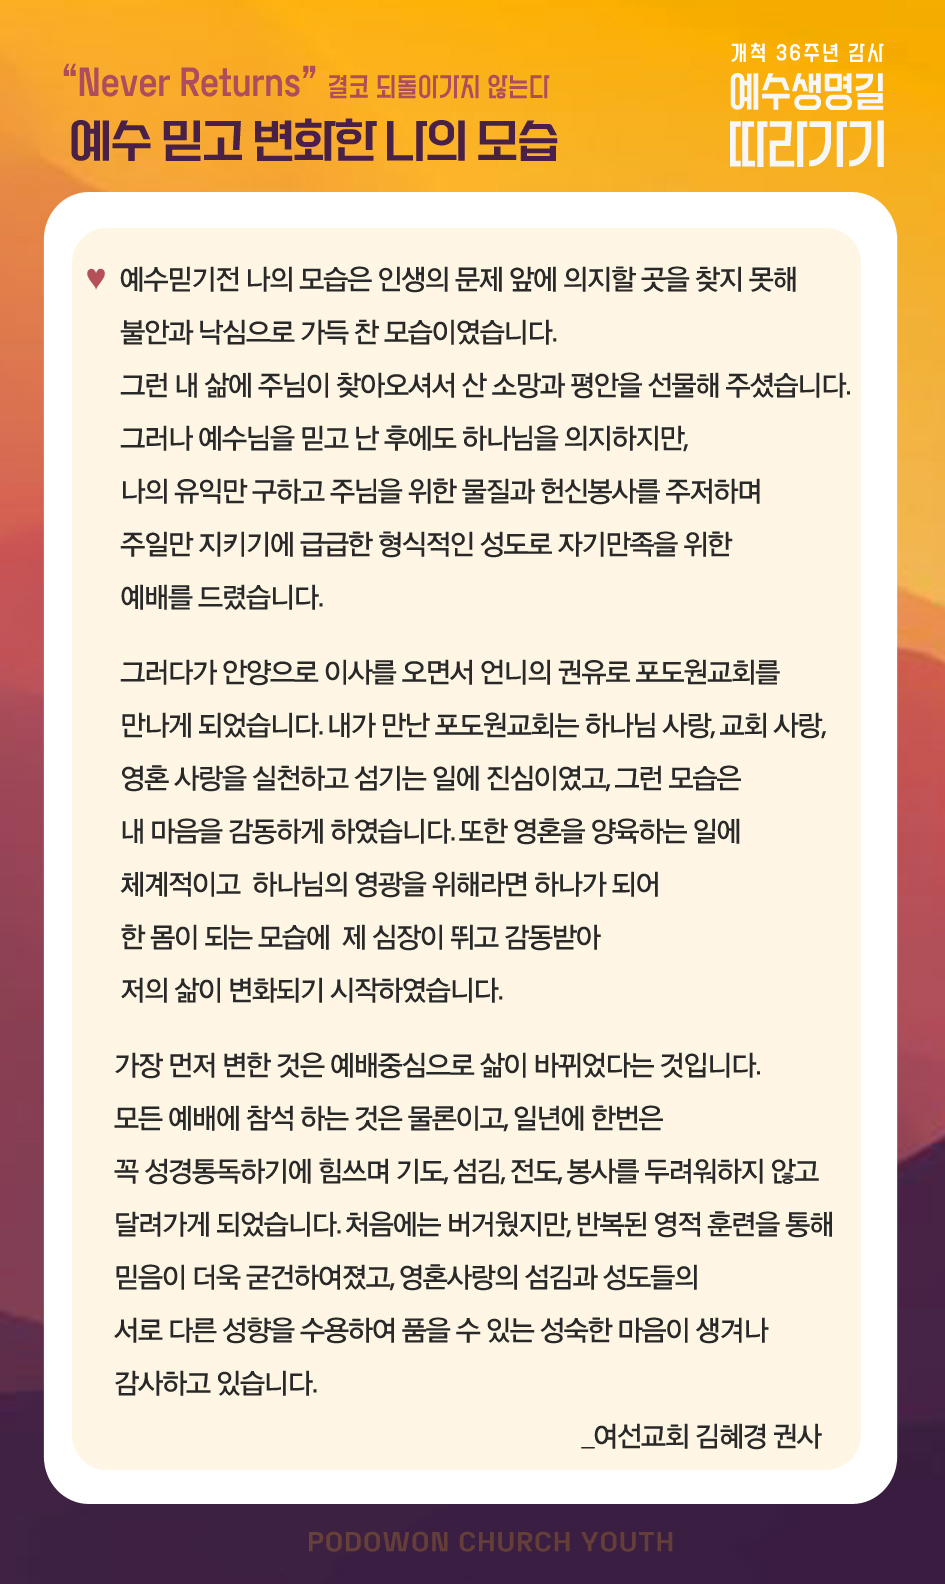 “Never Returns” 결코 되돌아가지 않는다
예수 믿고 변화한 나의 모습
개척 36주년 감사
예수생명길
따라가기
♥ 예수믿기전 나의 모습은 인생의 문제 앞에 의지할 곳을 찾지 못해
불안과 낙심으로 가득 찬 모습이였습니다.
그런 내 삶에 주님이 찾아오셔서 산 소망과 평안을 선물해 주셨습니다.
그러나 예수님을 믿고 난 후에도 하나님을 의지하지만,
나의 유익만 구하고 주님을 위한 물질과 헌신봉사를 주저하며
주일만 지키기에 급급한 형식적인 성도로 자기만족을 위한
예배를 드렸습니다.
그러다가 안양으로 이사를 오면서 언니의 권유로 포도원교회를
만나게 되었습니다. 내가 만난 포도원교회는 하나님 사랑, 교회 사랑,
영혼 사랑을 실천하고 섬기는 일에 진심이였고, 그런 모습은
내 마음을 감동하게 하였습니다. 또한 영혼을 양육하는 일에
체계적이고 하나님의 영광을 위해라면 하나가 되어
한 몸이 되는 모습에 제 심장이 뛰고 감동받아
저의 삶이 변화되기 시작하였습니다.
가장 먼저 변한 것은 예배중심으로 삶이 바뀌었다는 것입니다.
모든 예배에 참석 하는 것은 물론이고, 일년에 한번은
꼭 성경통독하기에 힘쓰며 기도, 섬김, 전도, 봉사를 두려워하지 않고
달려가게 되었습니다. 처음에는 버거웠지만, 반복된 영적 훈련을 통해
믿음이 더욱 굳건하여졌고, 영혼사랑의 섬김과 성도들의
서로 다른 성향을 수용하여 품을 수 있는 성숙한 마음이 생겨나
감사하고 있습니다.
_여선교회 김혜경 권사
PODOWON CHURCH YOUTH